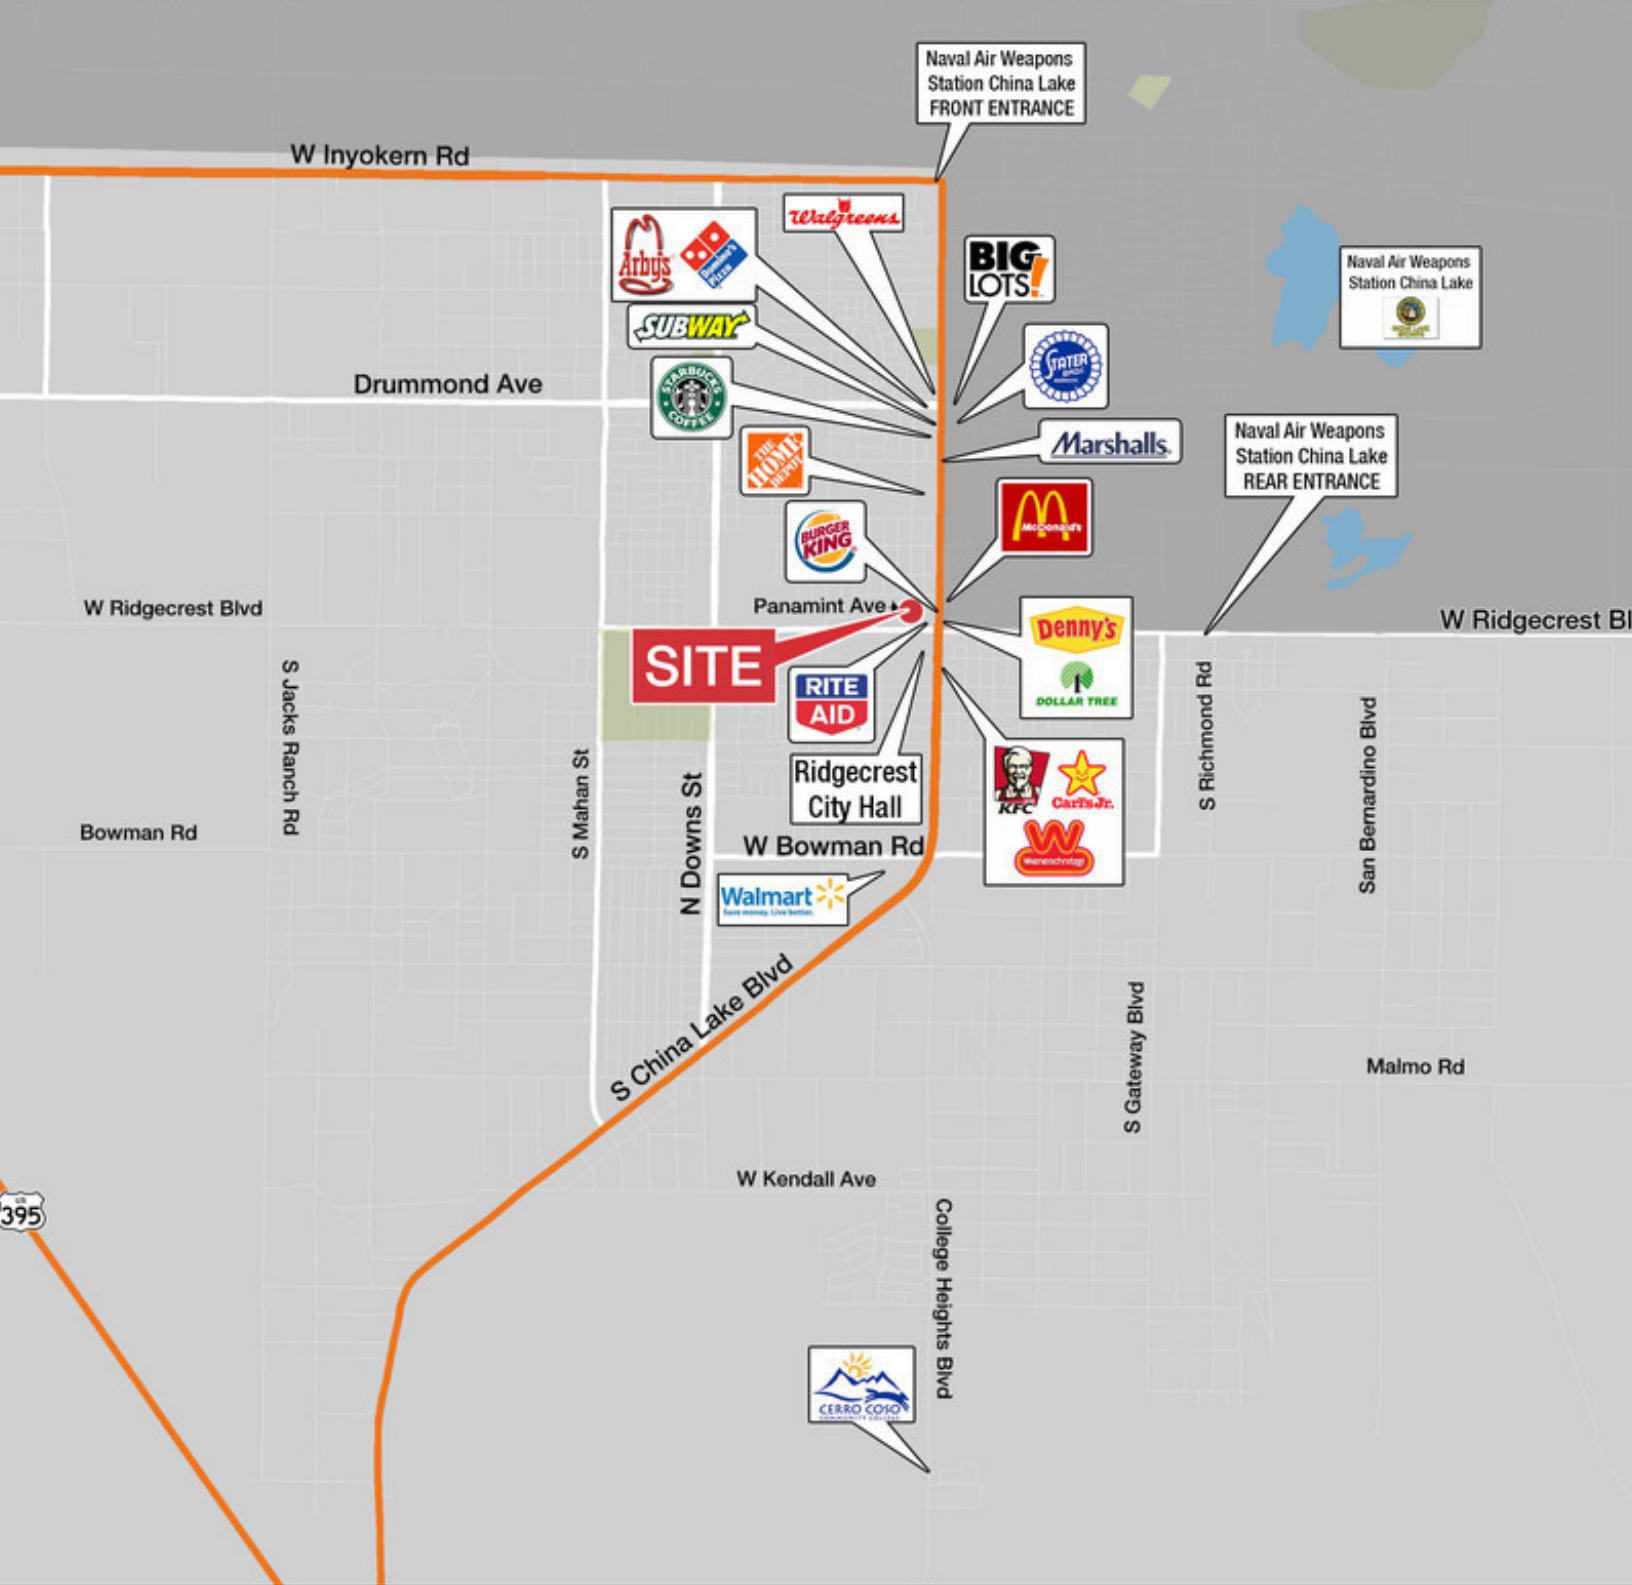 Naval Air Weapons
Station China Lake
FRONT ENTRANCE
W Inyokern Rd
Walgreens
Arby's
Domino's
Pizza
BIG
LOTS!
Naval Air Weapons
Station China Lake
SUBWAY
STATER
BROS
Drummond Ave
STARBUCKS
COFFEE
THE
HOME
DEPOT
Marshalls.
Naval Air Weapons
Station China Lake
REAR ENTRANCE
McDonald's
BURGER
KING
W Ridgecrest Blvd
Panamint Ave
W Ridgecrest Bl
Denny's
1
DOLLAR TREE
SITE
RITE
AID
S Jacks Ranch Rd
S Mahan St
N Downs St
S Richmond Rd
San Bernardino Blvd
Ridgecrest
City Hall
KFC
Carl's Jr.
W
Wienerschnitzel
Bowman Rd
W Bowman Rd
Walmart
Save money. Live better.
S China Lake Blvd
S Gateway Blvd
Malmo Rd
W Kendall Ave
US
395
College Heights Blvd
CERRO COSO
COMMUNITY COLLEGE